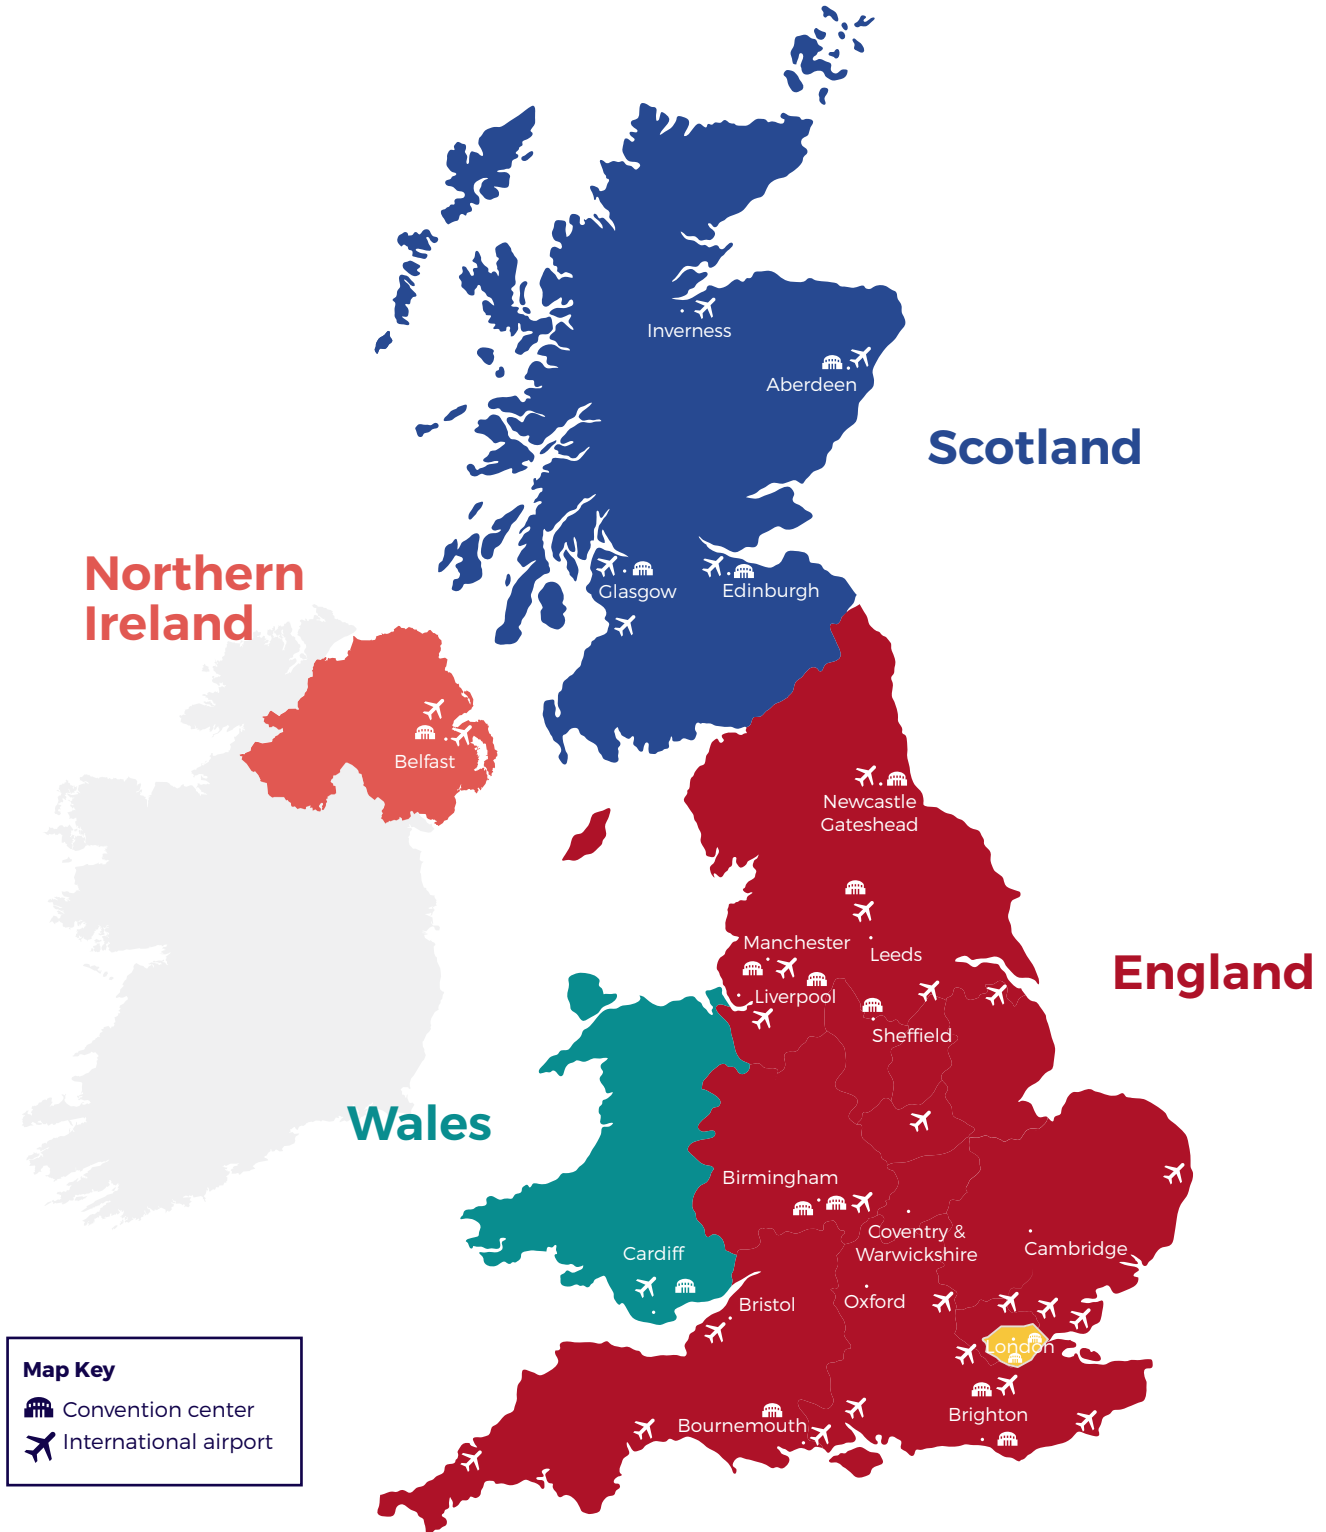 Inverness
Aberdeen
Scotland
Northern
Ireland
Glasgow
Edinburgh
Belfast
Newcastle
Gateshead
Manchester
Leeds
England
Liverpool
Sheffield
Wales
Birmingham
Coventry &
Warwickshire
Cambridge
Cardiff
Bristol
Oxford
London
Map Key
Convention center
International airport
Bournemouth
Brighton